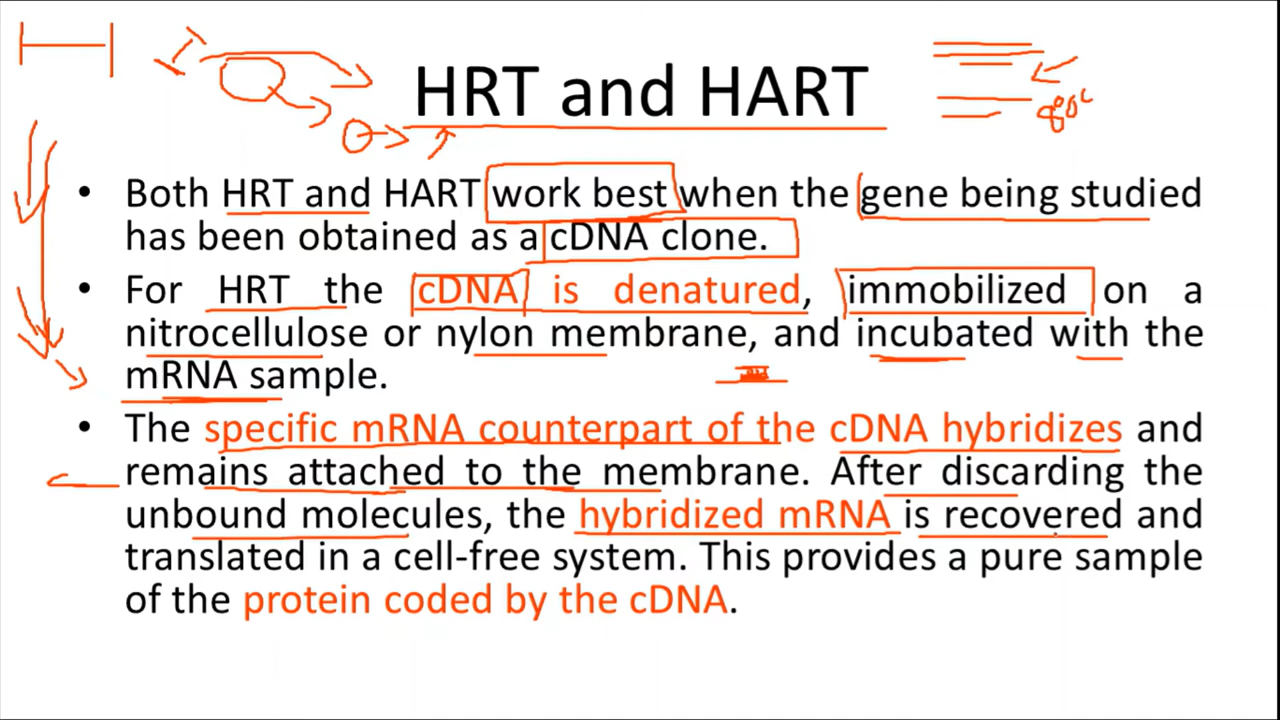 HRT and HART
• Both HRT and HART work best when the gene being studied
has been obtained as a cDNA clone.
• For HRT the cDNA is denatured, immobilized on a
nitrocellulose or nylon membrane, and incubated with the
mRNA sample.
• The specific mRNA counterpart of the cDNA hybridizes and
remains attached to the membrane. After discarding the
unbound molecules, the hybridized mRNA is recovered and
translated in a cell-free system. This provides a pure sample
of the protein coded by the cDNA.